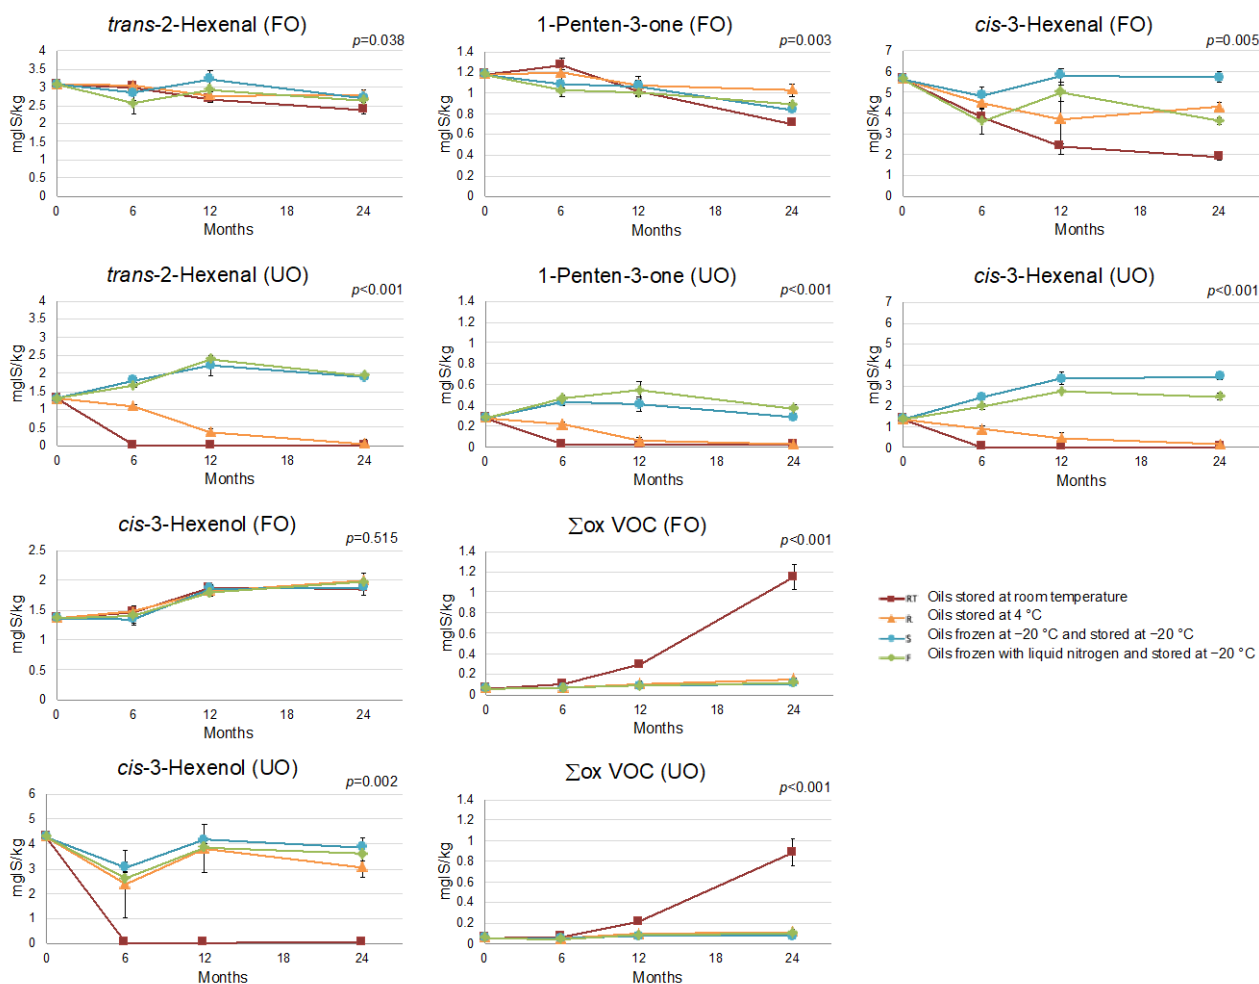 trans-2-Hexenal (FO)
p=0.038
4
3.5
3
2.5
2
1.5
1
0.5
0
mgIS/kg
0 6 12 18 24
Months
1-Penten-3-one (FO)
p=0.003
1.4
1.2
1
0.8
0.6
0.4
0.2
0
mgIS/kg
0 6 12 18 24
Months
cis-3-Hexenal (FO)
p=0.005
7
6
5
4
3
2
1
0
mgIS/kg
0 6 12 18 24
Months
trans-2-Hexenal (UO)
p<0.001
4
3.5
3
2.5
2
1.5
1
0.5
0
mgIS/kg
0 6 12 18 24
Months
1-Penten-3-one (UO)
p<0.001
1.4
1.2
1
0.8
0.6
0.4
0.2
0
mgIS/kg
0 6 12 18 24
Months
cis-3-Hexenal (UO)
p<0.001
7
6
5
4
3
2
1
0
mgIS/kg
0 6 12 18 24
Months
cis-3-Hexenol (FO)
p=0.515
2.5
2
1.5
1
0.5
0
mgIS/kg
0 6 12 18 24
Months
∑ox VOC (FO)
p<0.001
1.4
1.2
1
0.8
0.6
0.4
0.2
0
mgIS/kg
0 6 12 18 24
Months
RT Oils stored at room temperature
R Oils stored at 4 °C
S Oils frozen at −20 °C and stored at −20 °C
F Oils frozen with liquid nitrogen and stored at −20 °C
cis-3-Hexenol (UO)
p=0.002
6
5
4
3
2
1
0
mgIS/kg
0 6 12 18 24
Months
∑ox VOC (UO)
p<0.001
1.4
1.2
1
0.8
0.6
0.4
0.2
0
mgIS/kg
0 6 12 18 24
Months